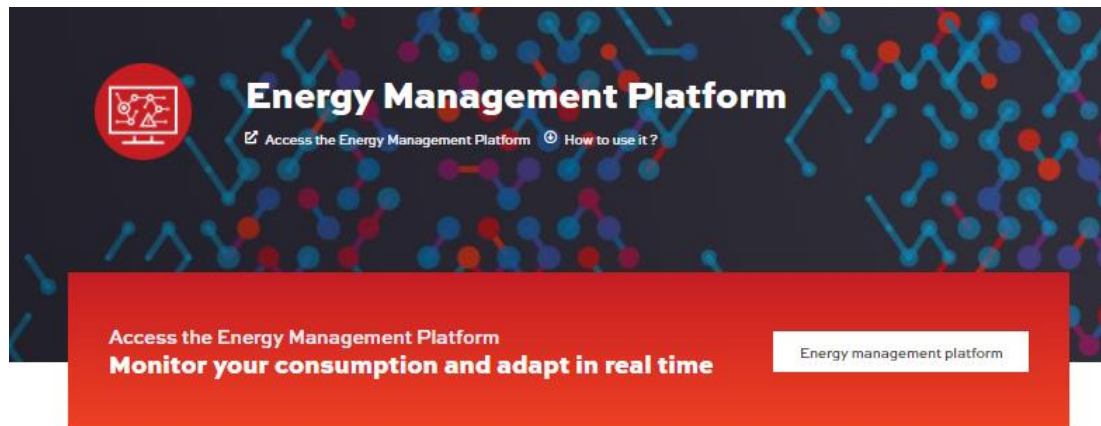 Energy Management Platform
Access the Energy Management Platform How to use it ?
Access the Energy Management Platform
Monitor your consumption and adapt in real time
Energy management platform